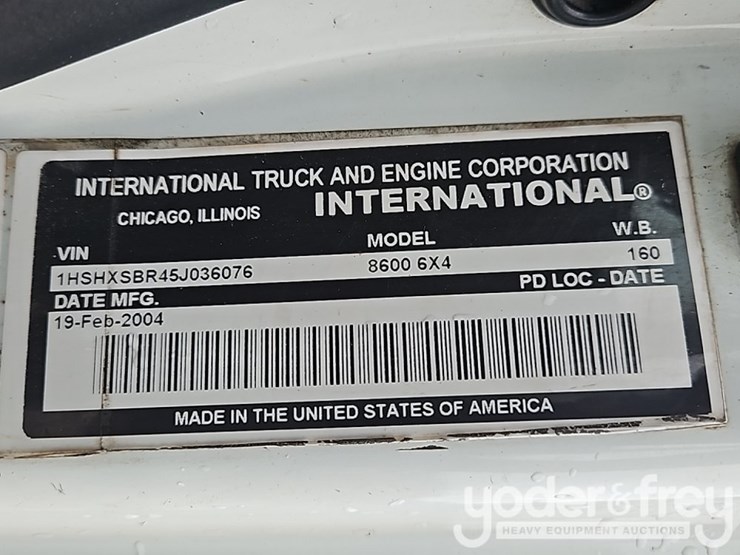 INTERNATIONAL TRUCK AND ENGINE CORPORATION
CHICAGO, ILLINOIS INTERNATIONAL®
VIN MODEL W.B.
1HSHXSBR45J036076 8600 6X4 160
DATE MFG. PD LOC - DATE
19-Feb-2004
MADE IN THE UNITED STATES OF AMERICA
yoder&frey
HEAVY EQUIPMENT AUCTIONS